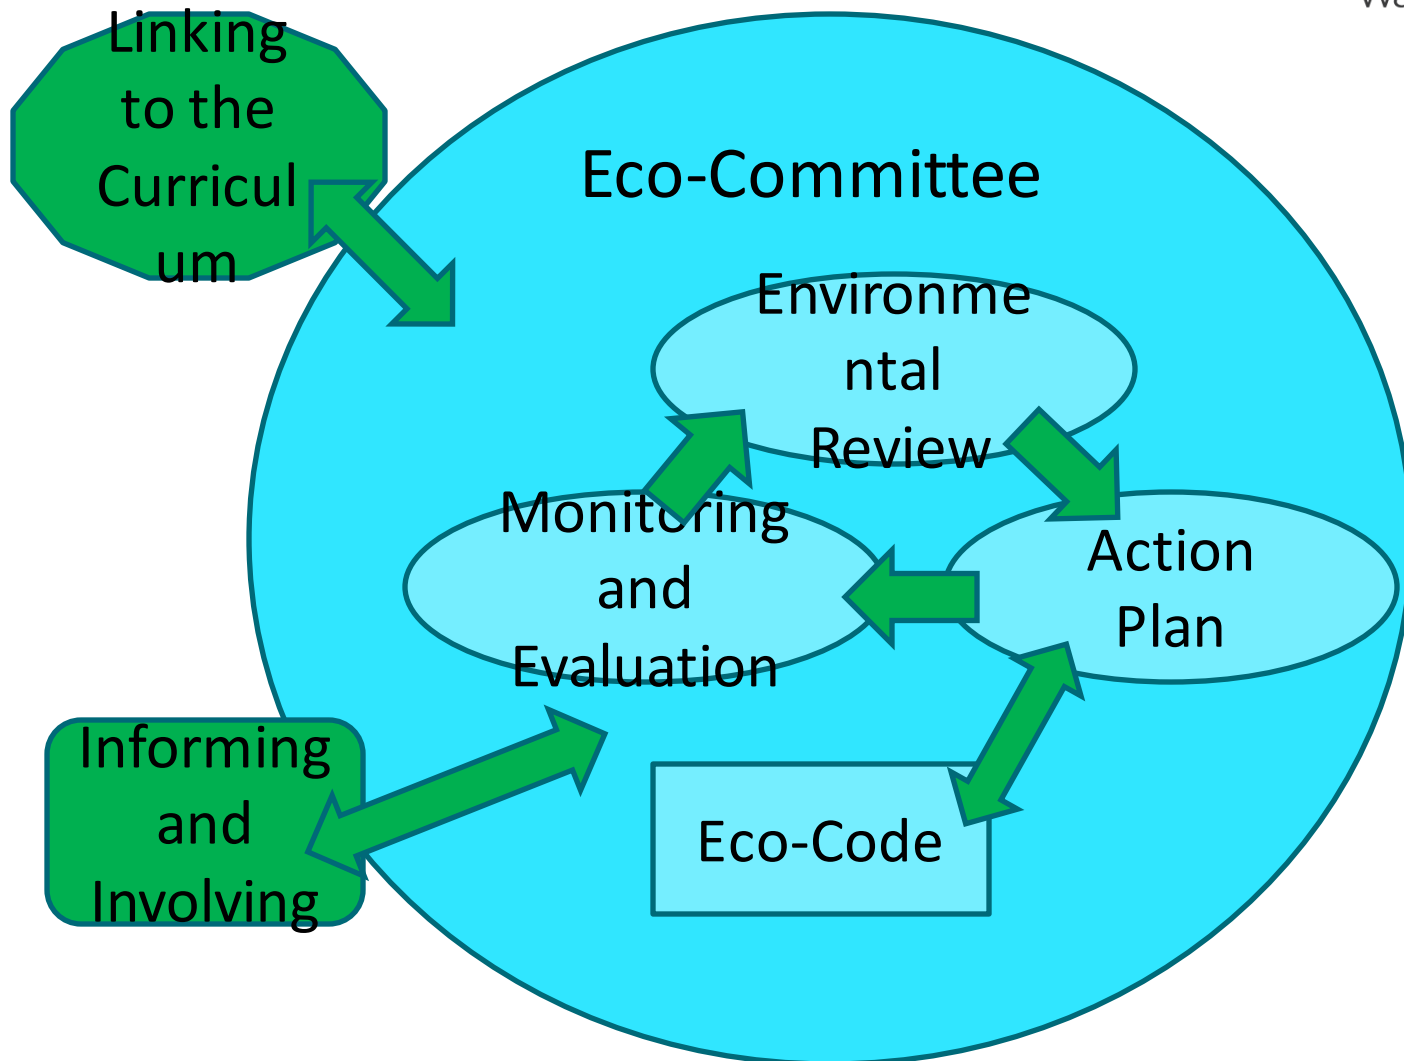 Linking
to the
Curricul
um
Eco-Committee
Environme
ntal
Review
Monitoring
and
Evaluation
Action
Plan
Informing
and
Involving
Eco-Code